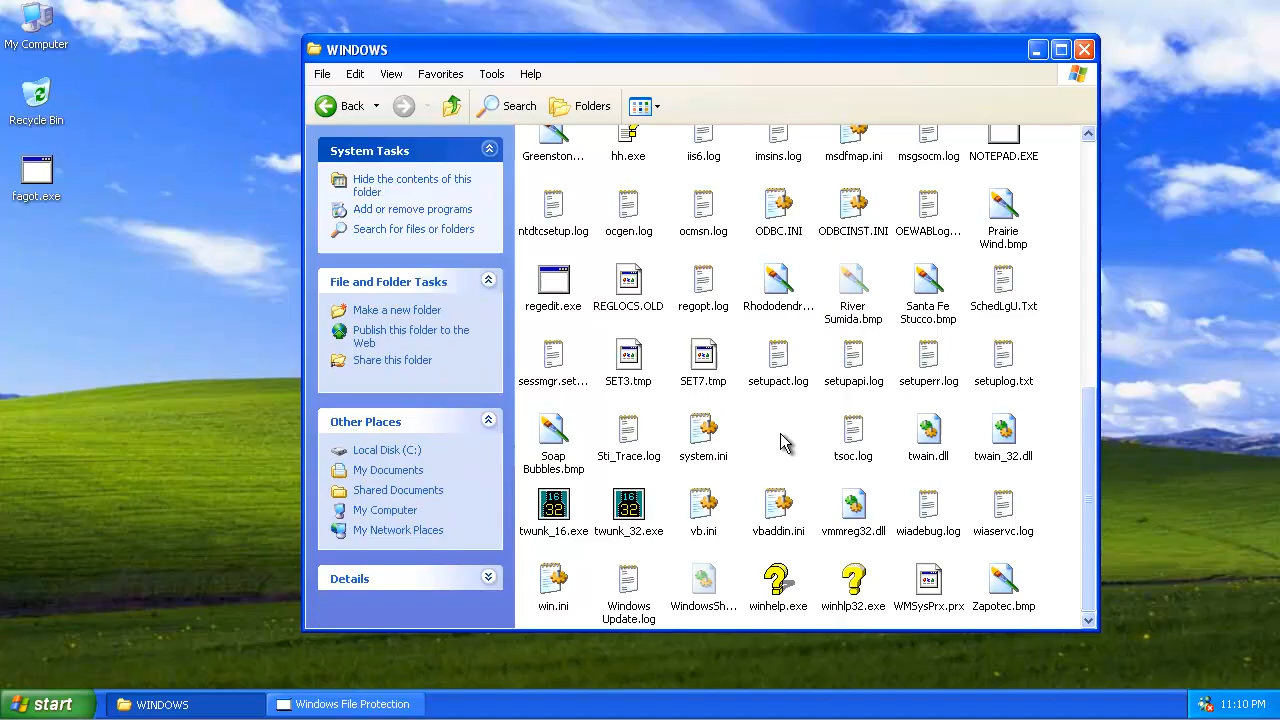 My Computer
Recycle Bin
fagot.exe
WINDOWS
File Edit Favorites Tools Help
Back Search Folders
System Tasks
Hide the contents of this
folder
Add or remove programs
Search for files or folders
File and Folder Tasks
Make a new folder
Publish this folder to the
Web
Share this folder
Other Places
Local Disk (C:)
My Documents
Shared Documents
My Computer
My Network Places
Details
Greenston... hh.exe iis6.log imsins.log msdfmap.ini msgsocm.log NOTEPAD.EXE
ntdtcsetup.log ocgen.log ocmsn.log ODBC.INI ODBCINST.INI OEWABLog... Prairie
Wind.bmp
regedit.exe REGLOCS.OLD regopt.log Rhododendr... River Santa Fe SchedLgU.Txt
Sumida.bmp Stucco.bmp
sessmgr.set... SET3.tmp SET7.tmp setupact.log setupapi.log setuperr.log setuplog.txt
Soap Sti_Trace.log system.ini tsoc.log twain.dll twain_32.dll
Bubbles.bmp
twunk_16.exe twunk_32.exe vb.ini vbaddin.ini vmmreg32.dll wiadebug.log wiaservc.log
win.ini Windows WindowsSh... winhelp.exe winhlp32.exe WMSysPrx.prx Zapotec.bmp
Update.log
start WINDOWS Windows File Protection 11:10 PM